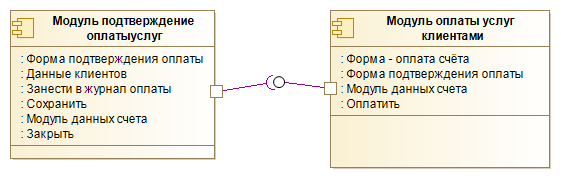 Модуль подтверждение
оплатыуслуг
: Форма подтверждения оплаты
: Данные клиентов
: Занести в журнал оплаты
: Сохранить
: Модуль данных счета
: Закрыть
Модуль оплаты услуг
клиентами
: Форма - оплата счёта
: Форма подтверждения оплаты
: Модуль данных счета
: Оплатить